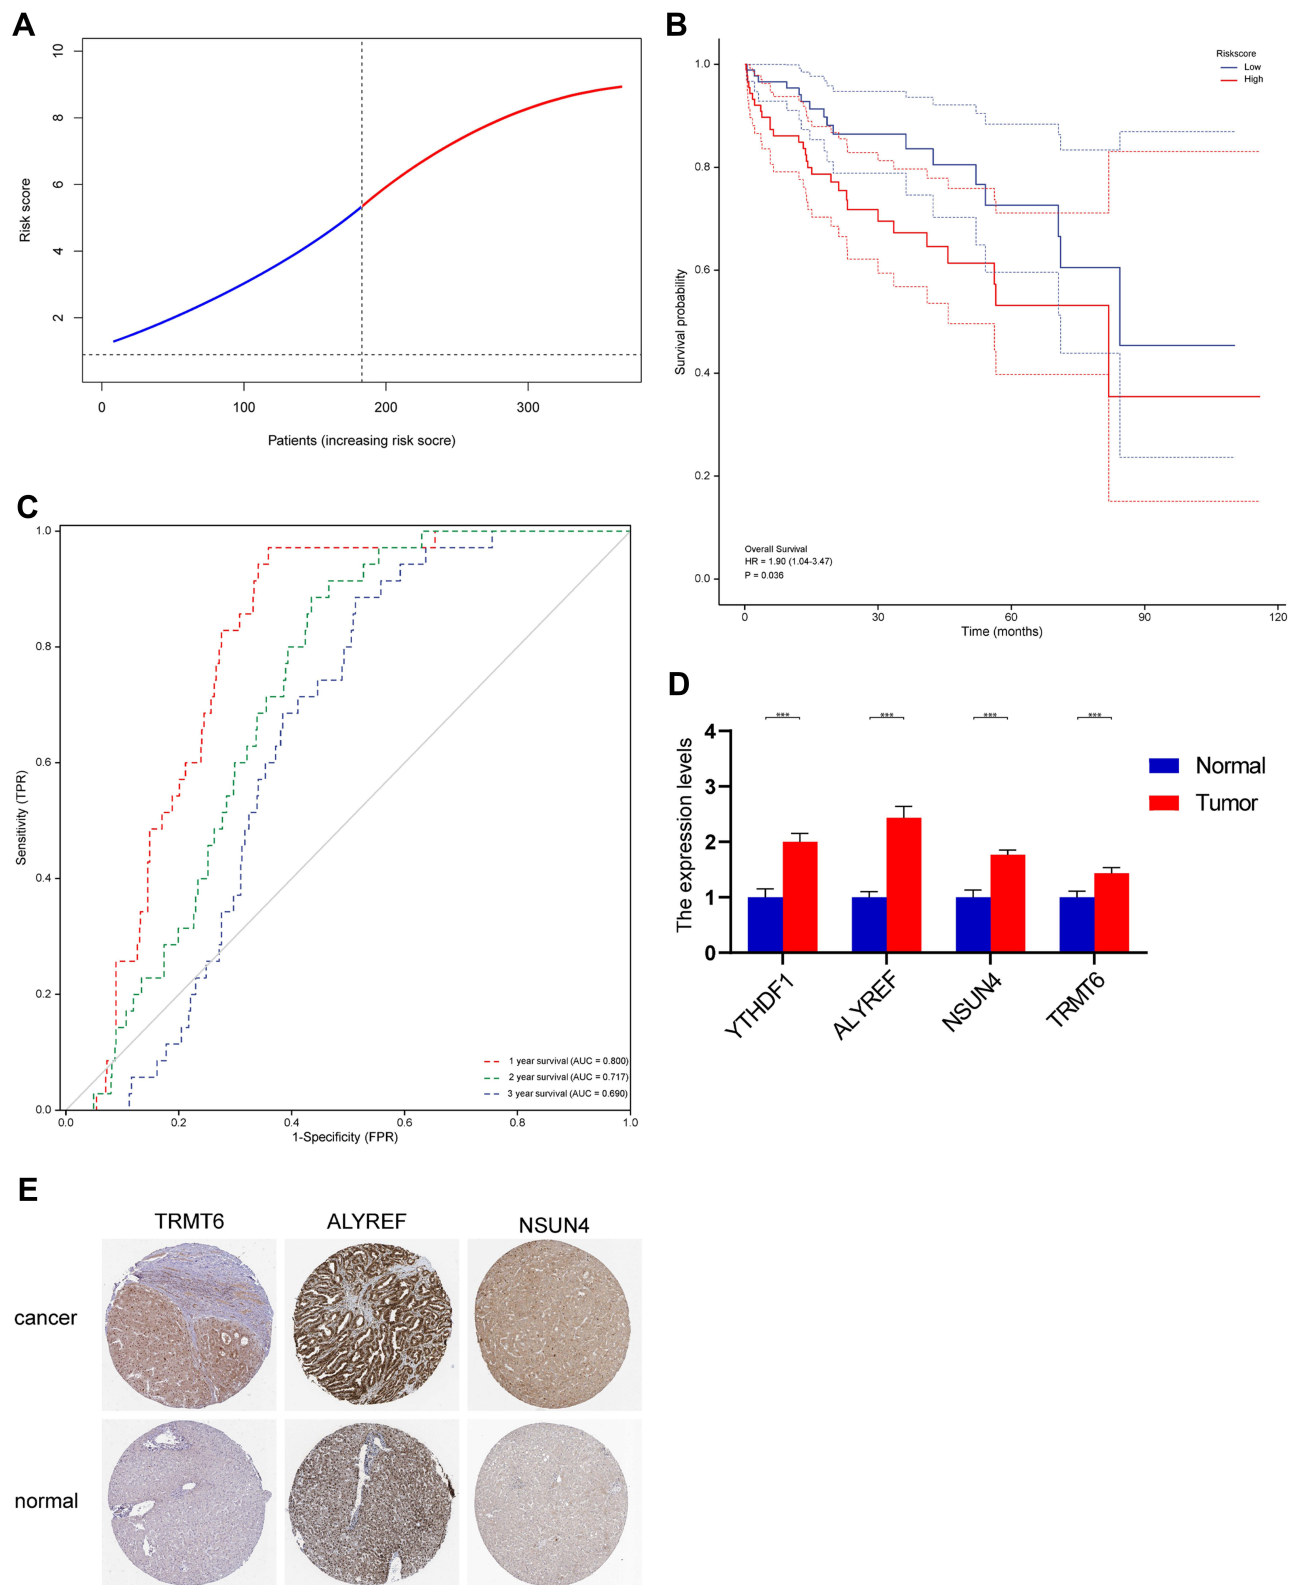 A
10
8
6
4
2
Risk score
0
100
200
300
Patients (increasing risk socre)
B
Riskscore
Low
High
1.0
0.8
0.6
0.4
0.2
0.0
Survival probability
Overall Survival
HR = 1.90 (1.04-3.47)
P = 0.036
0
30
60
90
120
Time (months)
C
1.0
0.8
0.6
0.4
0.2
0.0
Sensitivity (TPR)
1 year survival (AUC = 0.800)
2 year survival (AUC = 0.717)
3 year survival (AUC = 0.690)
0.0
0.2
0.4
0.6
0.8
1.0
1-Specificity (FPR)
D
***
***
***
***
4
3
2
1
0
The expression levels
Normal
Tumor
YTHDF1
ALYREF
NSUN4
TRMT6
E
TRMT6
ALYREF
NSUN4
cancer
normal